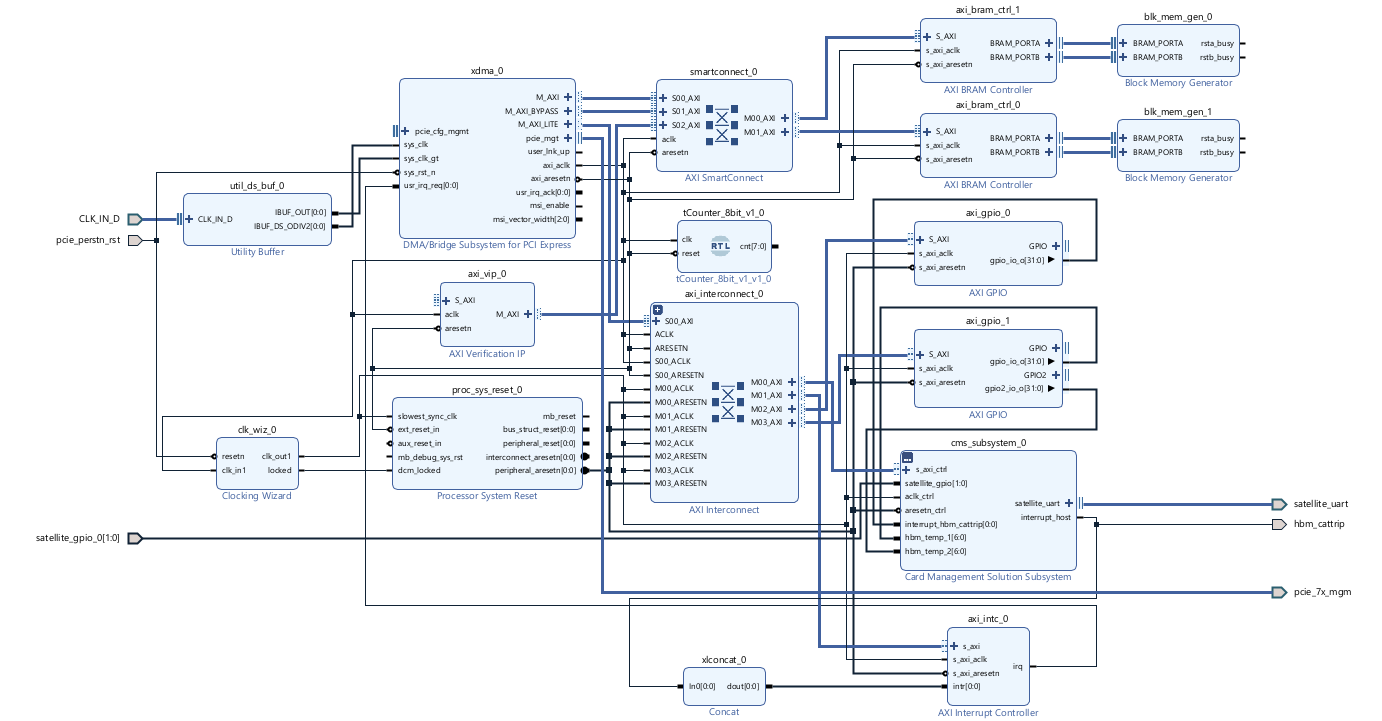 axi_bram_ctrl_1
S_AXI
s_axi_aclk
s_axi_aresetn
BRAM_PORTA
BRAM_PORTB
AXI BRAM Controller
blk_mem_gen_0
BRAM_PORTA
BRAM_PORTB
rsta_busy
rstb_busy
Block Memory Generator
xdma_0
pcie_cfg_mgmt
sys_clk
sys_clk_gt
sys_rst_n
usr_irq_req[0:0]
M_AXI
M_AXI_BYPASS
M_AXI_LITE
pcie_mgt
user_lnk_up
axi_aclk
axi_aresetn
usr_irq_ack[0:0]
msi_enable
msi_vector_width[2:0]
DMA/Bridge Subsystem for PCI Express
smartconnect_0
S00_AXI
S01_AXI
S02_AXI
aclk
aresetn
M00_AXI
M01_AXI
AXI SmartConnect
axi_bram_ctrl_0
S_AXI
s_axi_aclk
s_axi_aresetn
BRAM_PORTA
BRAM_PORTB
AXI BRAM Controller
blk_mem_gen_1
BRAM_PORTA
BRAM_PORTB
rsta_busy
rstb_busy
Block Memory Generator
CLK_IN_D
pcie_perstn_rst
util_ds_buf_0
CLK_IN_D
IBUF_OUT[0:0]
IBUF_DS_ODIV2[0:0]
Utility Buffer
tCounter_8bit_v1_0
clk
reset
RTL
cnt[7:0]
tCounter_8bit_v1_v1_0
axi_gpio_0
S_AXI
s_axi_aclk
s_axi_aresetn
GPIO
gpio_io_o[31:0]
AXI GPIO
axi_vip_0
S_AXI
aclk
aresetn
M_AXI
AXI Verification IP
axi_interconnect_0
S00_AXI
ACLK
ARESETN
S00_ACLK
S00_ARESETN
M00_ACLK
M00_ARESETN
M01_ACLK
M01_ARESETN
M02_ACLK
M02_ARESETN
M03_ACLK
M03_ARESETN
M00_AXI
M01_AXI
M02_AXI
M03_AXI
AXI Interconnect
axi_gpio_1
S_AXI
s_axi_aclk
s_axi_aresetn
GPIO
gpio_io_o[31:0]
GPIO2
gpio2_io_o[31:0]
AXI GPIO
proc_sys_reset_0
slowest_sync_clk
ext_reset_in
aux_reset_in
mb_debug_sys_rst
dcm_locked
mb_reset
bus_struct_reset[0:0]
peripheral_reset[0:0]
interconnect_aresetn[0:0]
peripheral_aresetn[0:0]
Processor System Reset
clk_wiz_0
resetn
clk_in1
clk_out1
locked
Clocking Wizard
cms_subsystem_0
s_axi_ctrl
satellite_gpio[1:0]
aclk_ctrl
aresetn_ctrl
interrupt_hbm_cattrip[0:0]
hbm_temp_1[6:0]
hbm_temp_2[6:0]
satellite_uart
interrupt_host
Card Management Solution Subsystem
satellite_uart
hbm_cattrip
satellite_gpio_0[1:0]
pcie_7x_mgm
axi_intc_0
s_axi
s_axi_aclk
s_axi_aresetn
intr[0:0]
irq
AXI Interrupt Controller
xlconcat_0
In0[0:0]
dout[0:0]
Concat